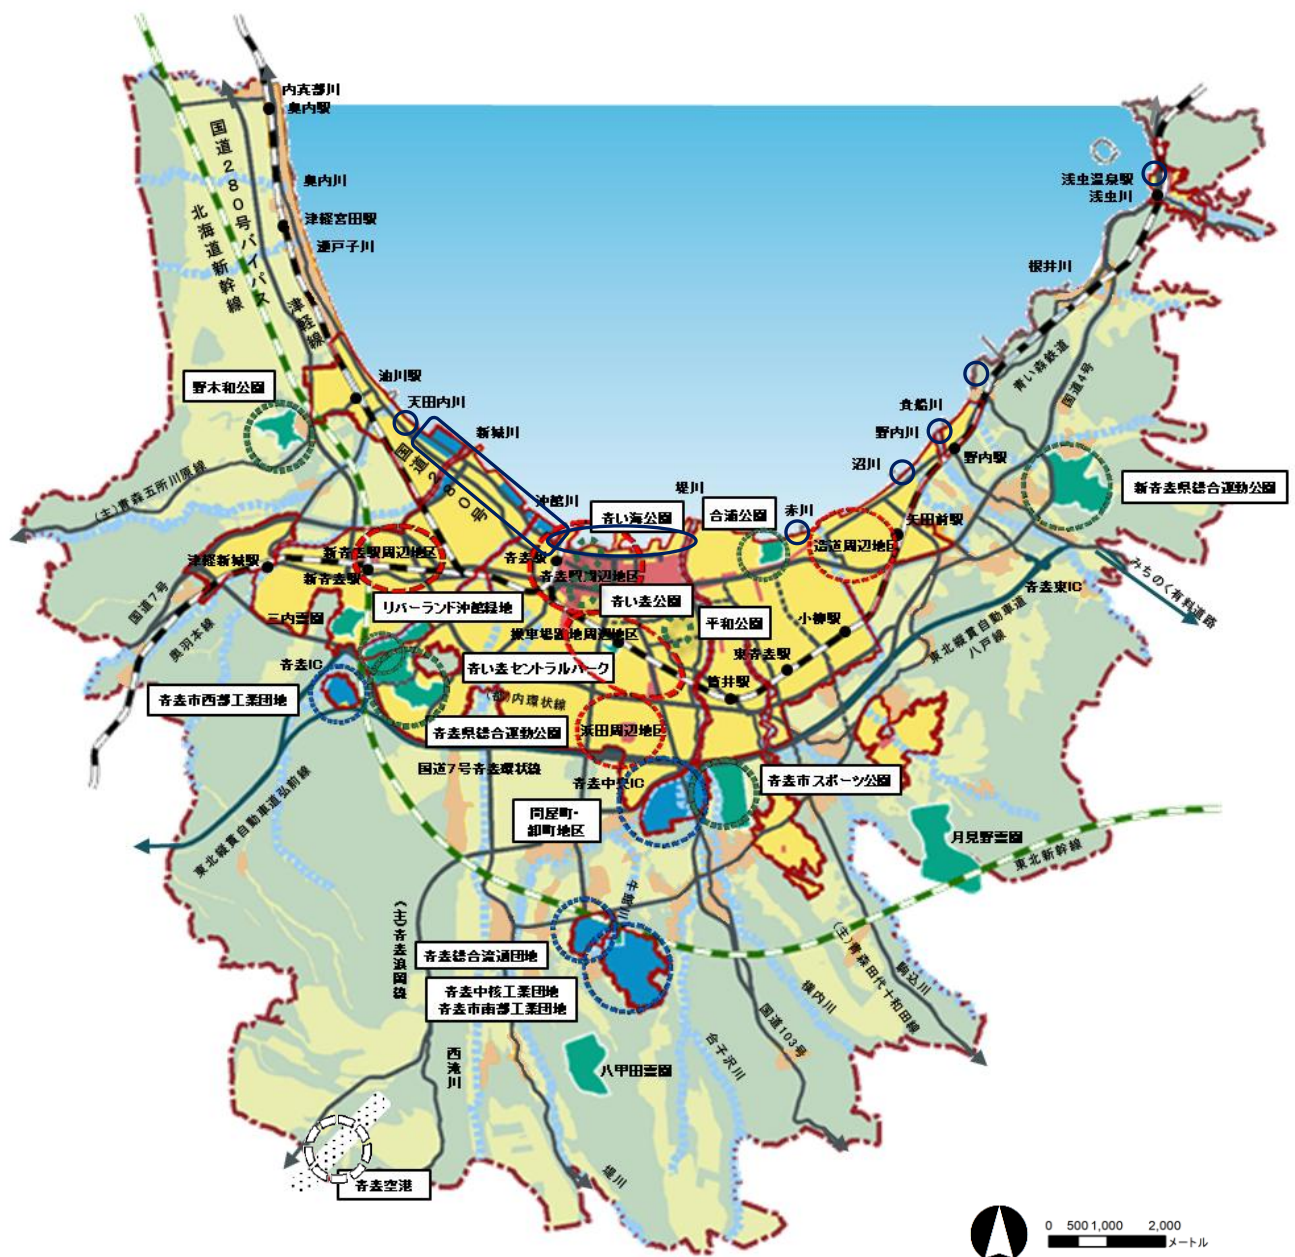 内真部川
奥内駅
国道280号バイパス
奥内川
北海道新幹線
津軽宮田駅
瀬戸子川
津軽線
浅虫温泉駅
浅虫川
根井川
青い森鉄道
国道4号
油川駅
野木和公園
天田内川
新城川
国道280号
貴船川
野内川
野内駅
沼川
新青森県総合運動公園
(主)青森五所川原線
沖館川
堤川
青い海公園
合浦公園
赤川
矢田前駅
造道周辺地区
津軽新城駅
新青森駅周辺地区
新青森駅
青森駅
青森駅周辺地区
青森東IC
みちのく有料道路
国道7号
リバーランド沖館緑地
青い森公園
三内霊園
奥羽本線
操車場跡地周辺地区
平和公園
小柳駅
東青森駅
東北縦貫自動車道
八戸線
青森IC
青い森セントラルパーク
筒井駅
青森市西部工業団地
(都)内環状線
青森県総合運動公園
浜田周辺地区
国道7号青森環状線
青森中央IC
青森市スポーツ公園
東北縦貫自動車道弘前線
問屋町・
卸町地区
月見野霊園
東北新幹線
牛館川
(主)青森浪岡線
青森総合流通団地
(主)青森田代十和田線
駒込川
青森中核工業団地
青森市南部工業団地
横内川
国道103号
合子沢川
西滝川
八甲田霊園
青森空港
堤川
0 500 1,000 2,000
メートル